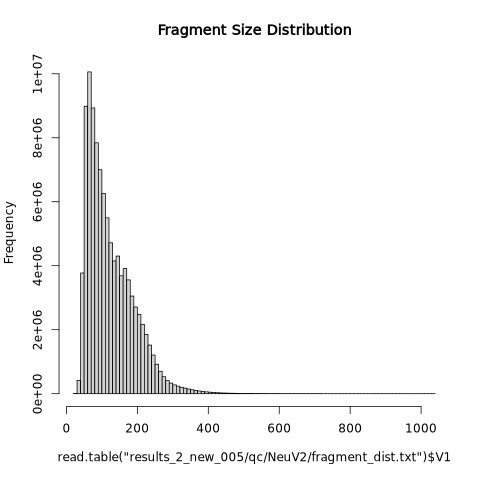 Fragment Size Distribution
1e+07
8e+06
6e+06
4e+06
2e+06
0e+00
Frequency
0 200 400 600 800 1000
read.table("results_2_new_005/qc/NeuV2/fragment_dist.txt")$V1